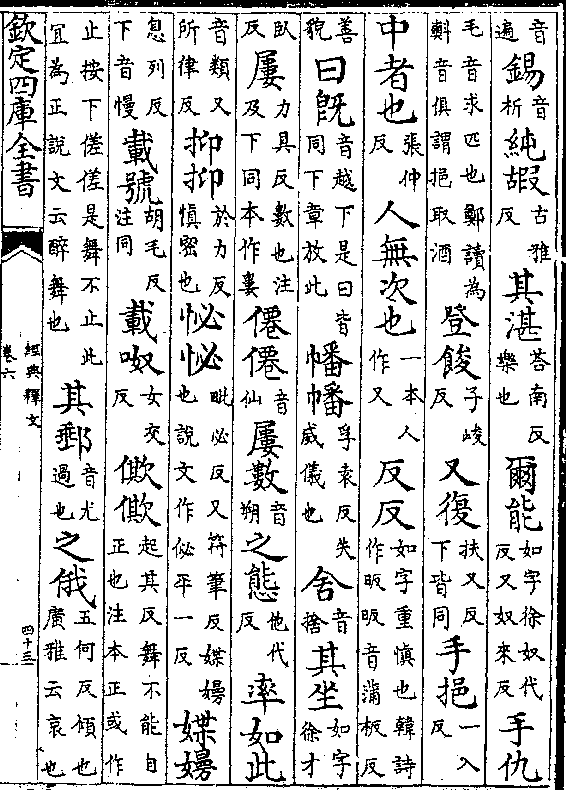 音遍錫音析純嘏古雅反其湛荅南反樂也爾能如字徐奴代反又奴來反手仇
毛音求匹也鄭讀為㪺音俱謂挹取酒登餕子峻反又復扶又反下皆同手挹一入反
中者也張仲反人無次也一本人作又反反如字重慎也韓詩作昄昄音蒲板反
善貌曰旣音越下是曰皆同下章放此幡幡孚袁反失威儀也舍音捨其坐如字徐才
臥反屢力具反數也注及下同本作婁僊僊音仙屢數音朔之態他代反率如此
音類又所律反抑抑於力反慎密也怭怭毗必反又符筆反媟嫚也說文作佖平一反媟嫚
息列反下音慢載號胡毛反注同載呶女交反僛僛起其反舞不能自正也注本正或作
止按下傞傞是舞不止此宜為正說文云醉舞也其郵音尤過也之俄五何反傾也廣雅云哀也
欽定四庫全書
經典釋文
卷六
四十三